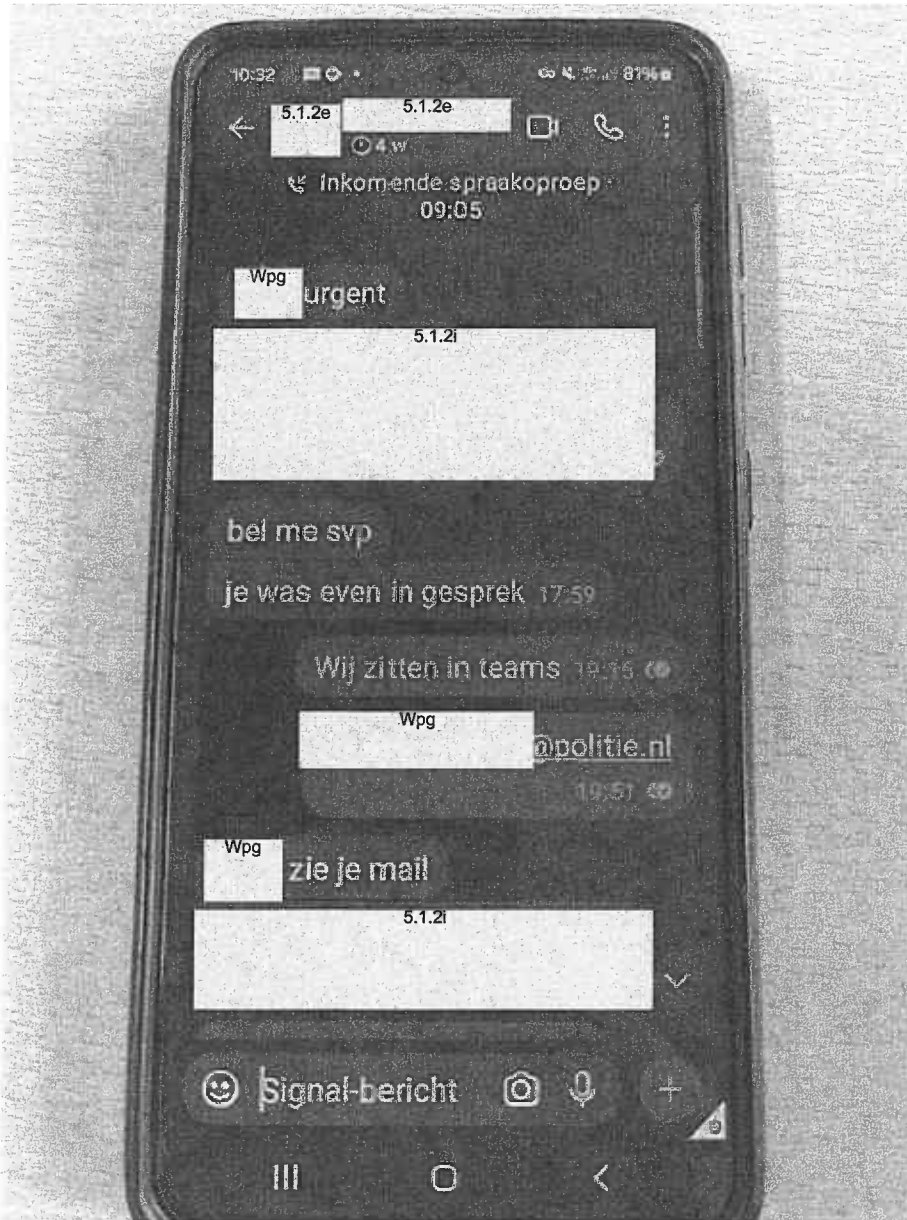 10:32 81%
5.1.2e 5.1.2e
4 w
Inkomende spraakoproep
09:05
Wpg urgent
5.1.2i
bel me svp
je was even in gesprek 17:59
Wij zitten in teams 19:15
Wpg @politie.nl
19:51
Wpg zie je mail
5.1.2i
Signal-bericht